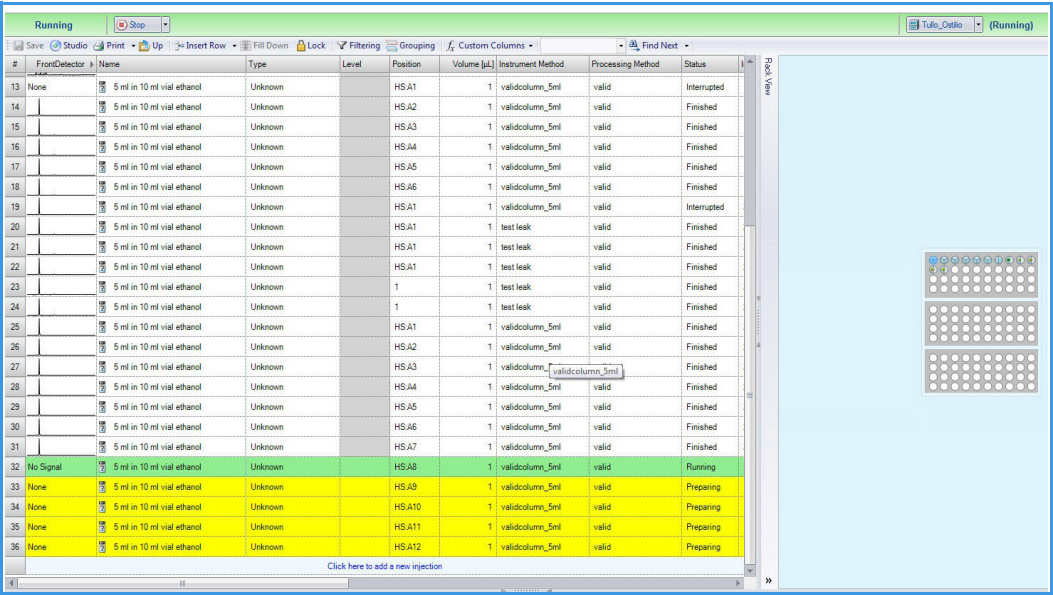 Running Stop Tullo_Ostilio (Running)
Save Studio Print Up Insert Row Fill Down Lock Filtering Grouping Custom Columns Find Next
# FrontDetector Name Type Level Position Volume [µL] Instrument Method Processing Method Status
Rack View
13 None 5 ml in 10 ml vial ethanol Unknown HS:A1 1 validcolumn_5ml valid Interrupted
14 5 ml in 10 ml vial ethanol Unknown HS:A2 1 validcolumn_5ml valid Finished
15 5 ml in 10 ml vial ethanol Unknown HS:A3 1 validcolumn_5ml valid Finished
16 5 ml in 10 ml vial ethanol Unknown HS:A4 1 validcolumn_5ml valid Finished
17 5 ml in 10 ml vial ethanol Unknown HS:A5 1 validcolumn_5ml valid Finished
18 5 ml in 10 ml vial ethanol Unknown HS:A6 1 validcolumn_5ml valid Finished
19 5 ml in 10 ml vial ethanol Unknown HS:A1 1 validcolumn_5ml valid Interrupted
20 5 ml in 10 ml vial ethanol Unknown HS:A1 1 test leak valid Finished
21 5 ml in 10 ml vial ethanol Unknown HS:A1 1 test leak valid Finished
22 5 ml in 10 ml vial ethanol Unknown HS:A1 1 test leak valid Finished
23 5 ml in 10 ml vial ethanol Unknown 1 1 test leak valid Finished
24 5 ml in 10 ml vial ethanol Unknown 1 1 test leak valid Finished
25 5 ml in 10 ml vial ethanol Unknown HS:A1 1 validcolumn_5ml valid Finished
26 5 ml in 10 ml vial ethanol Unknown HS:A2 1 validcolumn_5ml valid Finished
27 5 ml in 10 ml vial ethanol Unknown HS:A3 1 Finished
validcolumn_5ml
28 5 ml in 10 ml vial ethanol Unknown HS:A4 1 validcolumn_5ml valid Finished
29 5 ml in 10 ml vial ethanol Unknown HS:A5 1 validcolumn_5ml valid Finished
30 5 ml in 10 ml vial ethanol Unknown HS:A6 1 validcolumn_5ml valid Finished
31 5 ml in 10 ml vial ethanol Unknown HS:A7 1 validcolumn_5ml valid Finished
32 No Signal 5 ml in 10 ml vial ethanol Unknown HS:A8 1 validcolumn_5ml valid Running
33 None 5 ml in 10 ml vial ethanol Unknown HS:A9 1 validcolumn_5ml valid Preparing
34 None 5 ml in 10 ml vial ethanol Unknown HS:A10 1 validcolumn_5ml valid Preparing
35 None 5 ml in 10 ml vial ethanol Unknown HS:A11 1 validcolumn_5ml valid Preparing
36 None 5 ml in 10 ml vial ethanol Unknown HS:A12 1 validcolumn_5ml valid Preparing
Click here to add a new injection